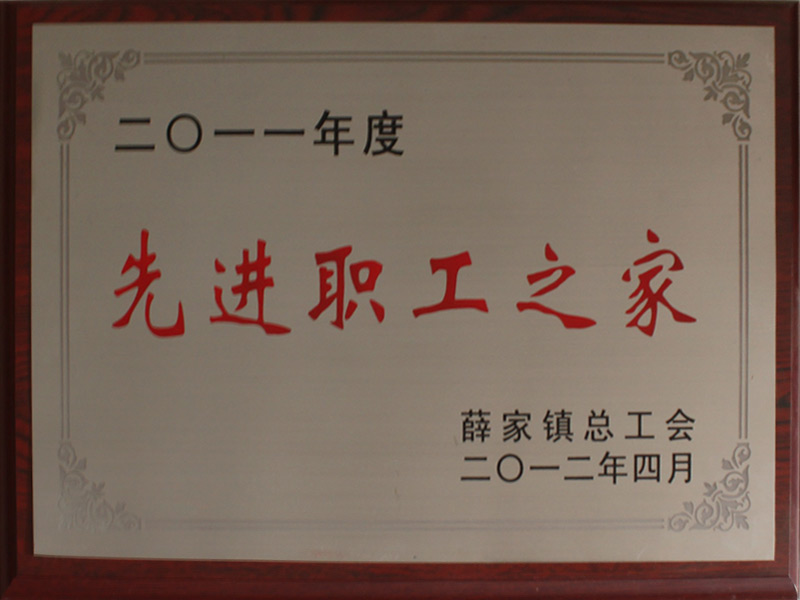 二〇一一年度
先进职工之家
薛家镇总工会
二〇一二年四月